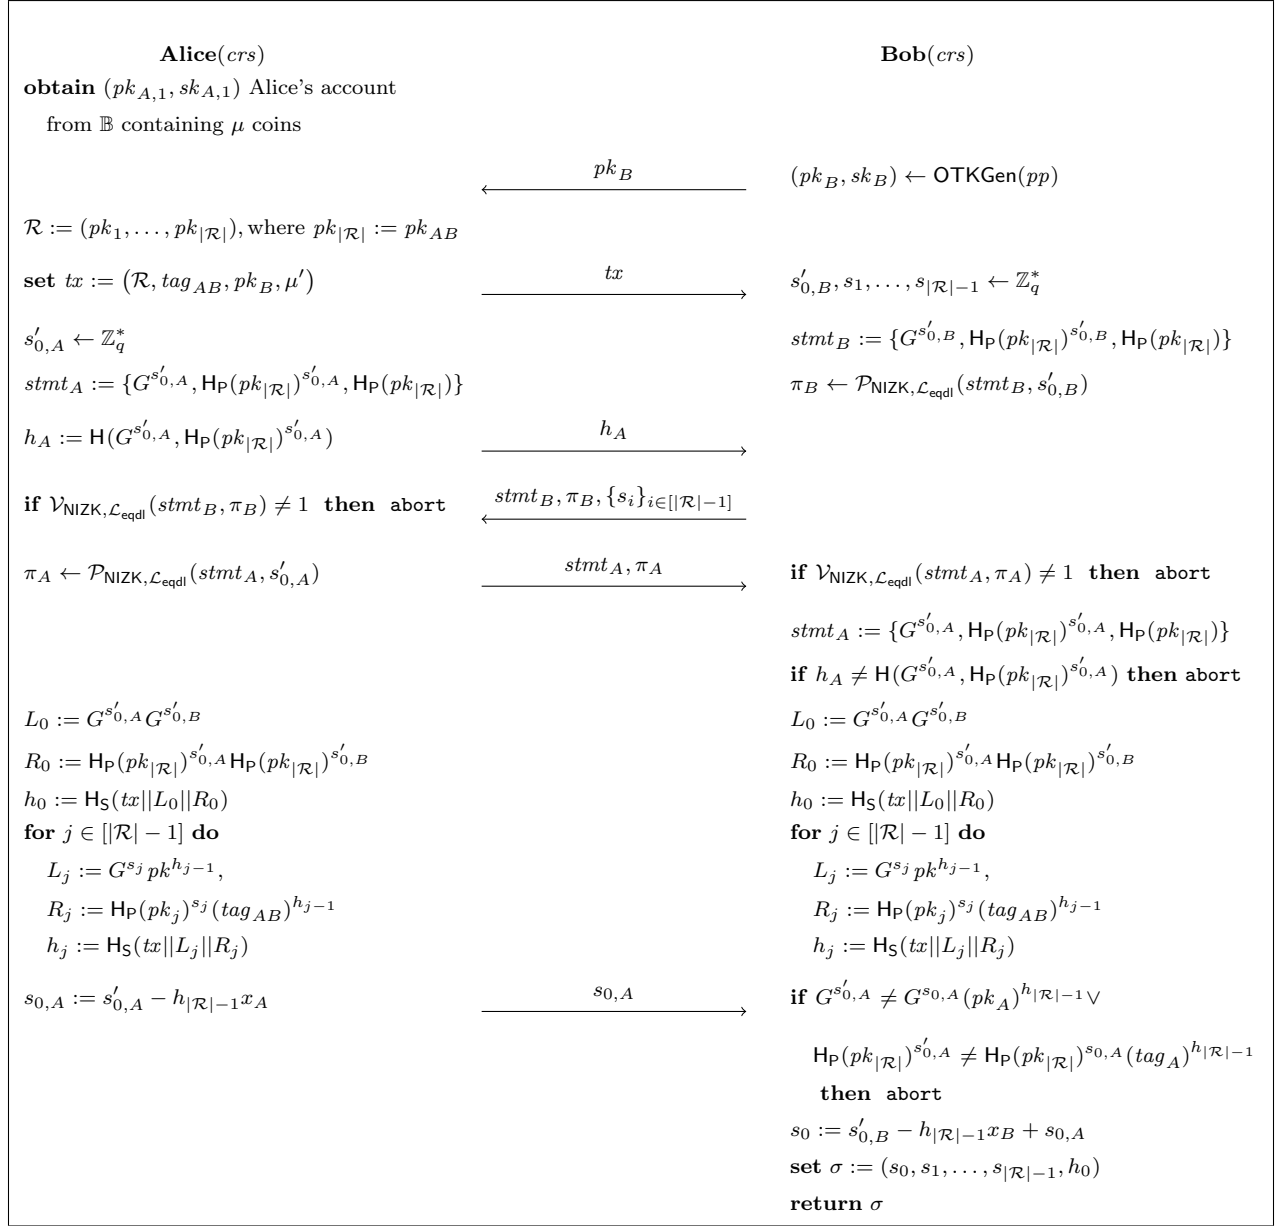 Alice(crs) Bob(crs)
obtain (pk_{A,1}, sk_{A,1}) Alice's account
from 𝔹 containing μ coins
pk_B (pk_B, sk_B) ← OTKGen(pp)
ℛ := (pk_1, …, pk_{|ℛ|}), where pk_{|ℛ|} := pk_{AB}
set tx := (ℛ, tag_{AB}, pk_B, μ′) tx s′_{0,B}, s_1, …, s_{|ℛ|−1} ← ℤ*_q
s′_{0,A} ← ℤ*_q stmt_B := {G^{s′_{0,B}}, H_P(pk_{|ℛ|})^{s′_{0,B}}, H_P(pk_{|ℛ|})}
stmt_A := {G^{s′_{0,A}}, H_P(pk_{|ℛ|})^{s′_{0,A}}, H_P(pk_{|ℛ|})} π_B ← 𝒫_{NIZK,ℒ_{eqdl}}(stmt_B, s′_{0,B})
h_A := H(G^{s′_{0,A}}, H_P(pk_{|ℛ|})^{s′_{0,A}}) h_A
if 𝒱_{NIZK,ℒ_{eqdl}}(stmt_B, π_B) ≠ 1 then abort stmt_B, π_B, {s_i}_{i∈[|ℛ|−1]}
π_A ← 𝒫_{NIZK,ℒ_{eqdl}}(stmt_A, s′_{0,A}) stmt_A, π_A if 𝒱_{NIZK,ℒ_{eqdl}}(stmt_A, π_A) ≠ 1 then abort
stmt_A := {G^{s′_{0,A}}, H_P(pk_{|ℛ|})^{s′_{0,A}}, H_P(pk_{|ℛ|})}
if h_A ≠ H(G^{s′_{0,A}}, H_P(pk_{|ℛ|})^{s′_{0,A}}) then abort
L_0 := G^{s′_{0,A}} G^{s′_{0,B}} L_0 := G^{s′_{0,A}} G^{s′_{0,B}}
R_0 := H_P(pk_{|ℛ|})^{s′_{0,A}} H_P(pk_{|ℛ|})^{s′_{0,B}} R_0 := H_P(pk_{|ℛ|})^{s′_{0,A}} H_P(pk_{|ℛ|})^{s′_{0,B}}
h_0 := H_S(tx||L_0||R_0) h_0 := H_S(tx||L_0||R_0)
for j ∈ [|ℛ| − 1] do for j ∈ [|ℛ| − 1] do
L_j := G^{s_j} pk^{h_{j−1}}, L_j := G^{s_j} pk^{h_{j−1}},
R_j := H_P(pk_j)^{s_j} (tag_{AB})^{h_{j−1}} R_j := H_P(pk_j)^{s_j} (tag_{AB})^{h_{j−1}}
h_j := H_S(tx||L_j||R_j) h_j := H_S(tx||L_j||R_j)
s_{0,A} := s′_{0,A} − h_{|ℛ|−1} x_A s_{0,A} if G^{s′_{0,A}} ≠ G^{s_{0,A}} (pk_A)^{h_{|ℛ|−1}} ∨
H_P(pk_{|ℛ|})^{s′_{0,A}} ≠ H_P(pk_{|ℛ|})^{s_{0,A}} (tag_A)^{h_{|ℛ|−1}}
then abort
s_0 := s′_{0,B} − h_{|ℛ|−1} x_B + s_{0,A}
set σ := (s_0, s_1, …, s_{|ℛ|−1}, h_0)
return σ